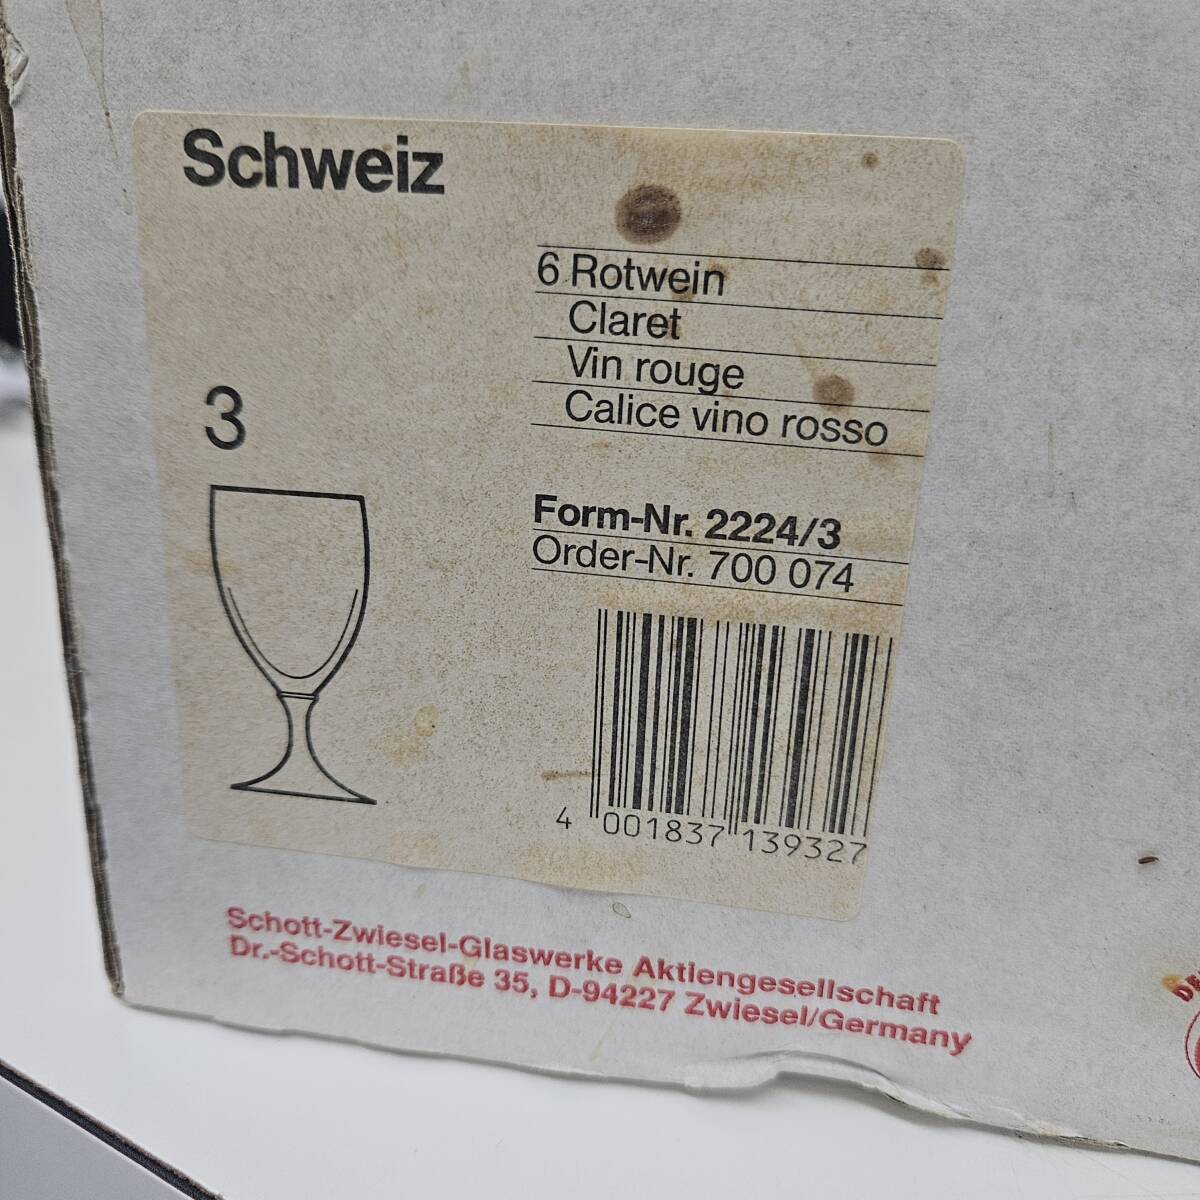 Schweiz
6 Rotwein
Claret
Vin rouge
Calice vino rosso
3
Form-Nr. 2224/3
Order-Nr. 700 074
4 001837 139327
Schott-Zwiesel-Glaswerke Aktiengesellschaft
Dr.-Schott-Straße 35, D-94227 Zwiesel/Germany